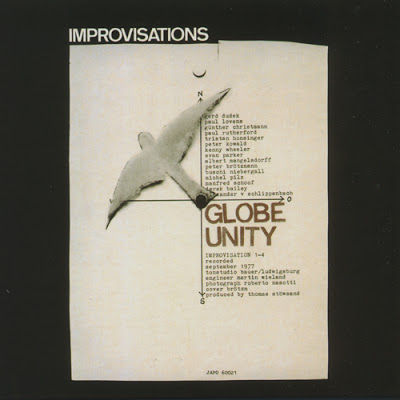 IMPROVISATIONS
N
gerd dudek
paul lovens
günther christmann
paul rutherford
tristan honsinger
peter kowald
kenny wheeler
evan parker
albert mangelsdorff
peter brötzmann
buschi niebergall
michel pilz
manfred schoof
derek bailey
alexander v schlippenbach
O
GLOBE
UNITY
IMPROVISATION 1-4
recorded
september 1977
tonstudio bauer/ludwigsburg
engineer martin wieland
photograph roberto masotti
cover brötzm
produced by thomas stöwsand
S
JAPO 60021